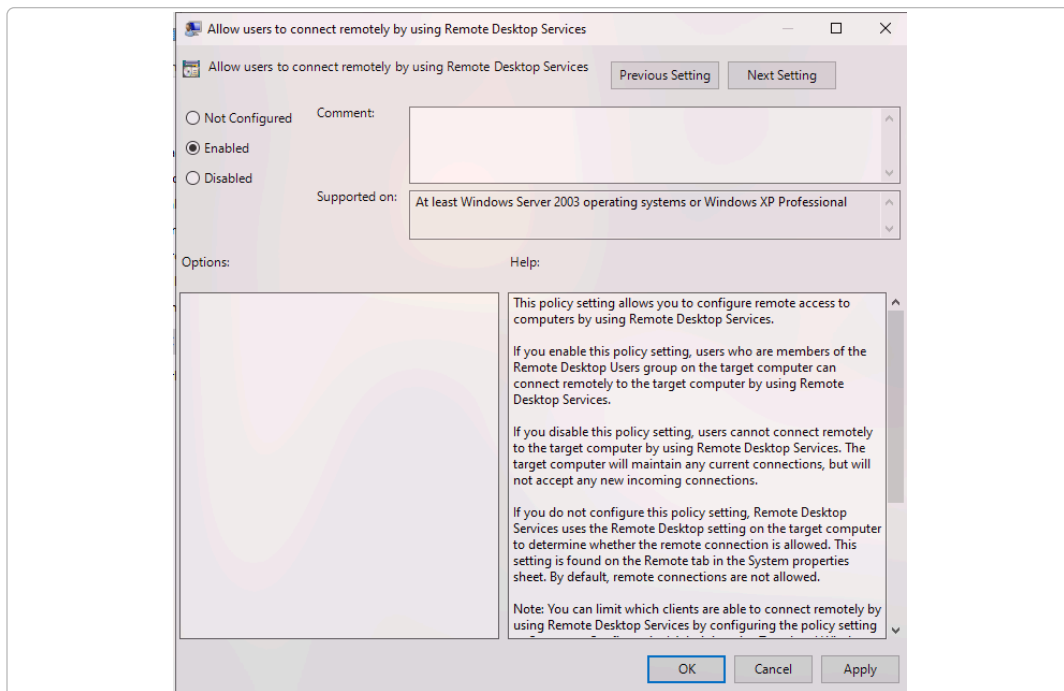 Allow users to connect remotely by using Remote Desktop Services
Allow users to connect remotely by using Remote Desktop Services
Previous Setting
Next Setting
Not Configured
Enabled
Disabled
Comment:
Supported on:
At least Windows Server 2003 operating systems or Windows XP Professional
Options:
Help:
This policy setting allows you to configure remote access to
computers by using Remote Desktop Services.
If you enable this policy setting, users who are members of the
Remote Desktop Users group on the target computer can
connect remotely to the target computer by using Remote
Desktop Services.
If you disable this policy setting, users cannot connect remotely
to the target computer by using Remote Desktop Services. The
target computer will maintain any current connections, but will
not accept any new incoming connections.
If you do not configure this policy setting, Remote Desktop
Services uses the Remote Desktop setting on the target computer
to determine whether the remote connection is allowed. This
setting is found on the Remote tab in the System properties
sheet. By default, remote connections are not allowed.
Note: You can limit which clients are able to connect remotely by
using Remote Desktop Services by configuring the policy setting
OK
Cancel
Apply